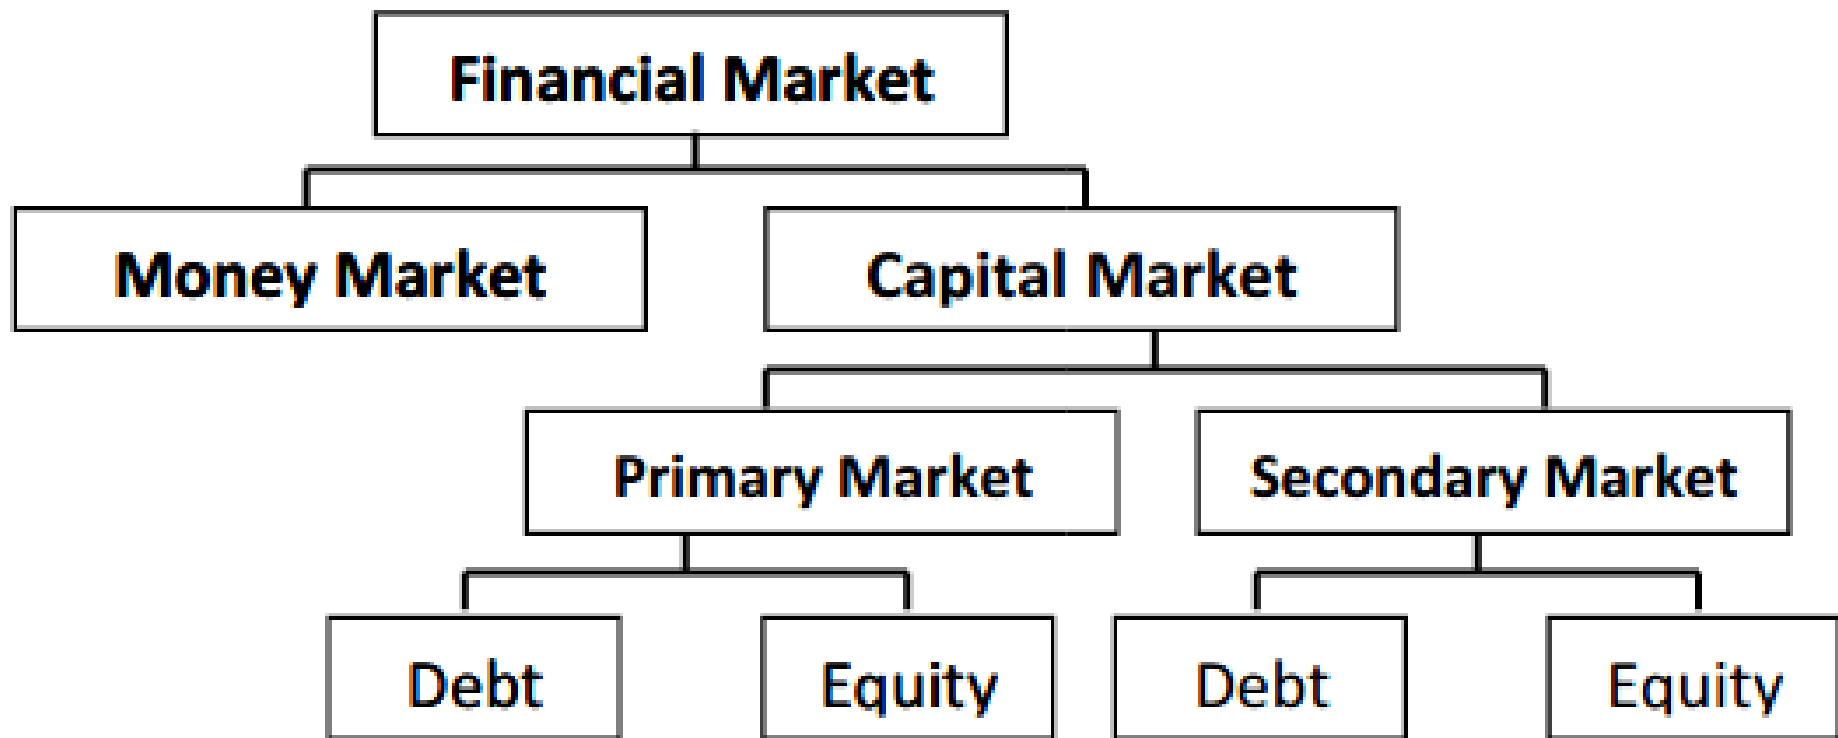 Financial Market
Money Market
Capital Market
Primary Market
Secondary Market
Debt
Equity
Debt
Equity